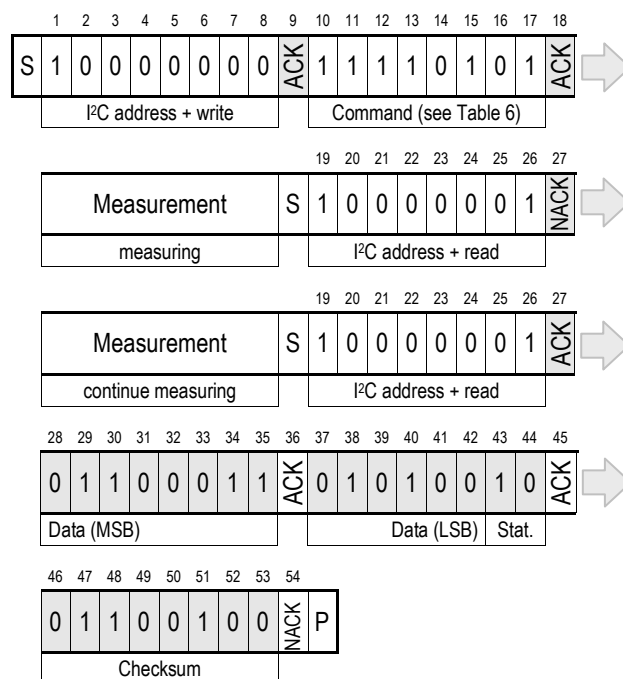 1 2 3 4 5 6 7 8 9 10 11 12 13 14 15 16 17 18
S 1 0 0 0 0 0 0 0 ACK 1 1 1 1 0 1 0 1 ACK
I²C address + write Command (see Table 6)
19 20 21 22 23 24 25 26 27
Measurement S 1 0 0 0 0 0 0 1 NACK
measuring I²C address + read
19 20 21 22 23 24 25 26 27
Measurement S 1 0 0 0 0 0 0 1 ACK
continue measuring I²C address + read
28 29 30 31 32 33 34 35 36 37 38 39 40 41 42 43 44 45
0 1 1 0 0 0 1 1 ACK 0 1 0 1 0 0 1 0 ACK
Data (MSB) Data (LSB) Stat.
46 47 48 49 50 51 52 53 54
0 1 1 0 0 1 0 0 NACK P
Checksum